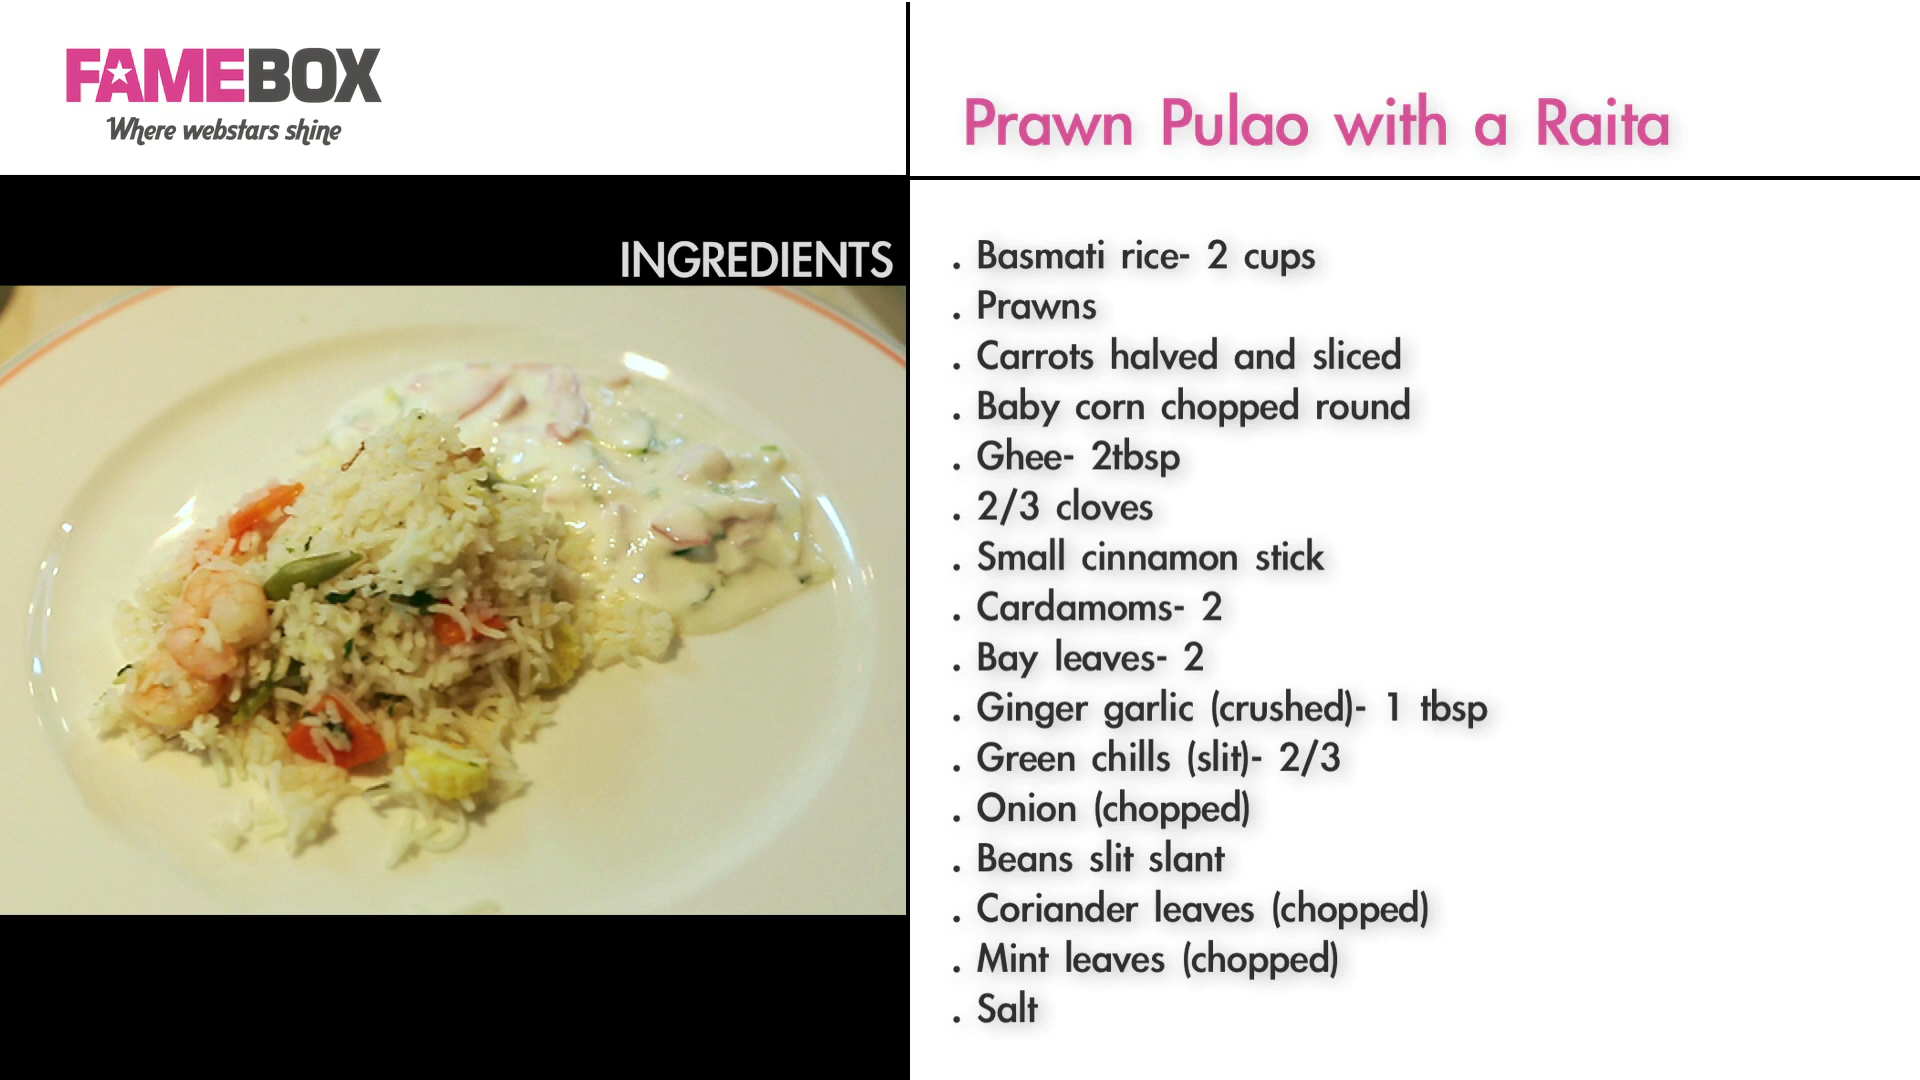 FAMEBOX
Where webstars shine
Prawn Pulao with a Raita
INGREDIENTS
. Basmati rice- 2 cups
. Prawns
. Carrots halved and sliced
. Baby corn chopped round
. Ghee- 2tbsp
. 2/3 cloves
. Small cinnamon stick
. Cardamoms- 2
. Bay leaves- 2
. Ginger garlic (crushed)- 1 tbsp
. Green chills (slit)- 2/3
. Onion (chopped)
. Beans slit slant
. Coriander leaves (chopped)
. Mint leaves (chopped)
. Salt